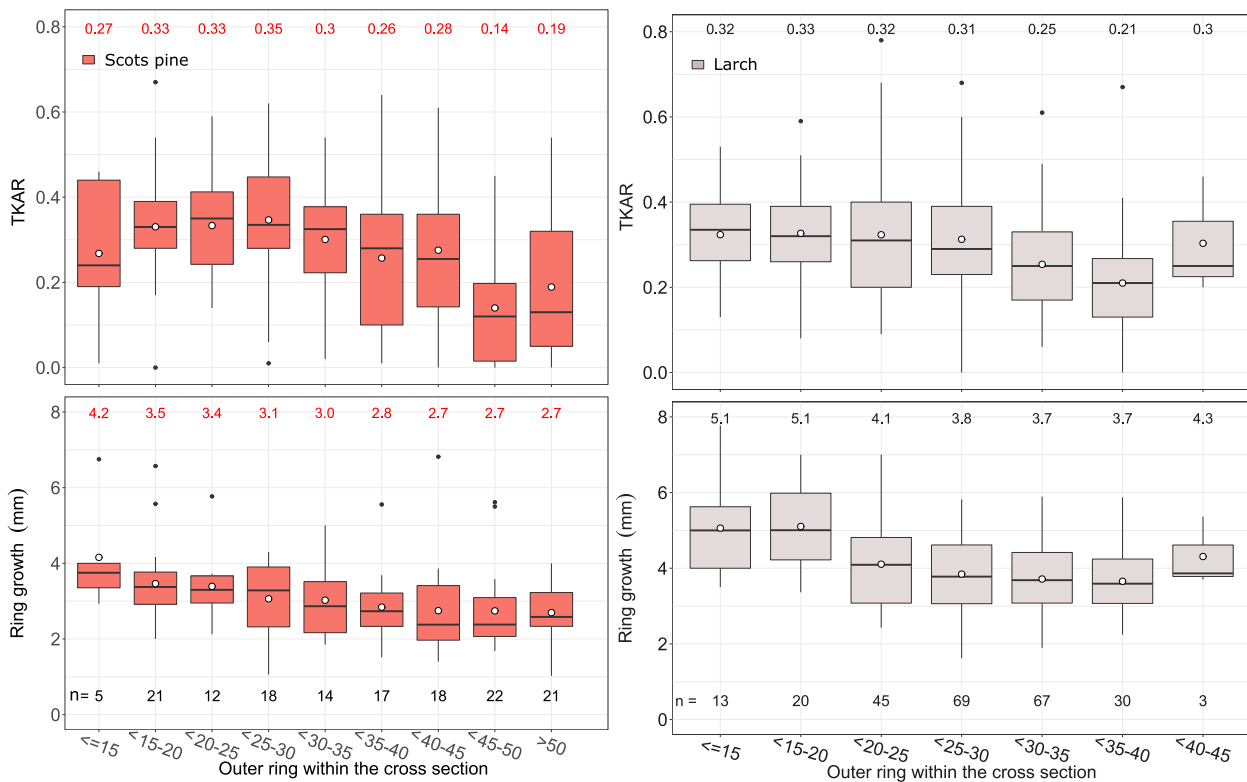 0.27 0.33 0.33 0.35 0.3 0.26 0.28 0.14 0.19
Scots pine
TKAR
0.8
0.6
0.4
0.2
0.0
4.2 3.5 3.4 3.1 3.0 2.8 2.7 2.7 2.7
Ring growth (mm)
8
6
4
2
0
n= 5 21 12 18 14 17 18 22 21
<=15 <15-20 <20-25 <25-30 <30-35 <35-40 <40-45 <45-50 >50
Outer ring within the cross section
0.32 0.33 0.32 0.31 0.25 0.21 0.3
Larch
TKAR
0.8
0.6
0.4
0.2
0.0
5.1 5.1 4.1 3.8 3.7 3.7 4.3
Ring growth (mm)
8
6
4
2
0
n = 13 20 45 69 67 30 3
<=15 <15-20 <20-25 <25-30 <30-35 <35-40 <40-45
Outer ring within the cross section